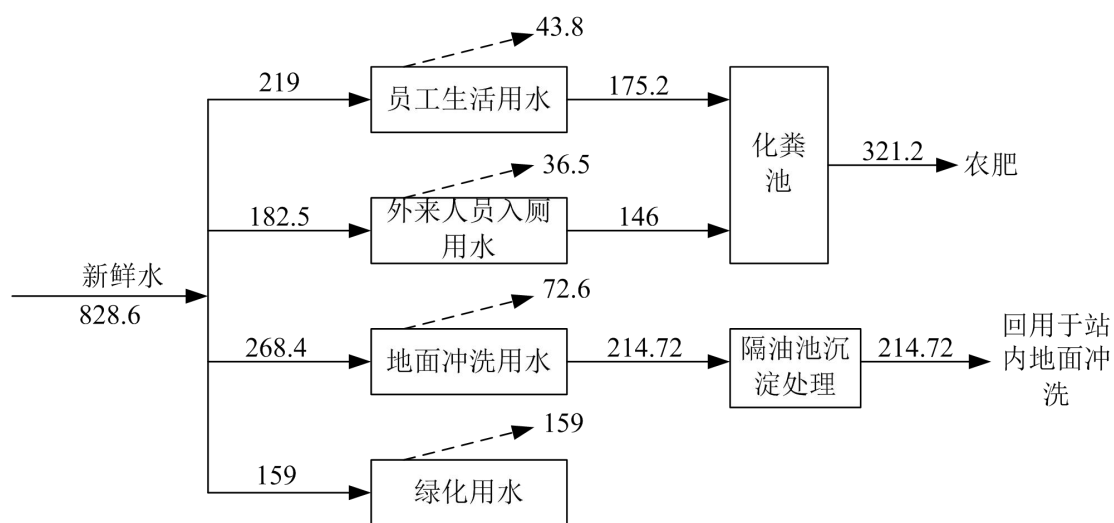 43.8
219
员工生活用水
175.2
化粪
池
321.2
农肥
36.5
182.5
外来人员入厕
用水
146
新鲜水
828.6
72.6
268.4
地面冲洗用水
214.72
隔油池沉
淀处理
214.72
回用于站
内地面冲
洗
159
159
绿化用水